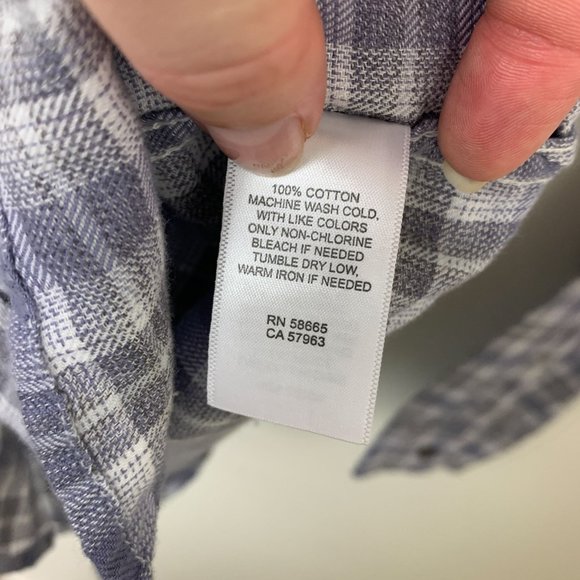 100% COTTON
MACHINE WASH COLD,
WITH LIKE COLORS
ONLY NON-CHLORINE
BLEACH IF NEEDED
TUMBLE DRY LOW,
WARM IRON IF NEEDED
RN 58665
CA 57963